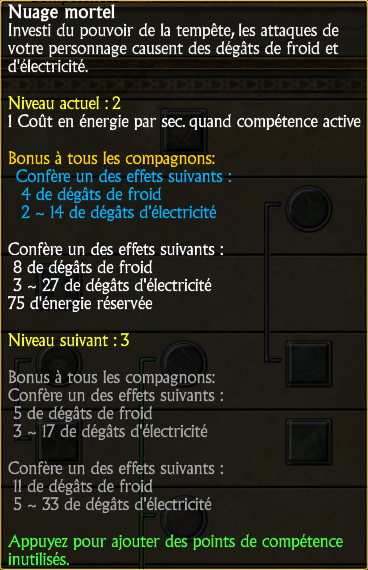 Nuage mortel
Investi du pouvoir de la tempête, les attaques de
votre personnage causent des dégâts de froid et
d'électricité.
Niveau actuel : 2
1 Coût en énergie par sec. quand compétence active
Bonus à tous les compagnons:
Confère un des effets suivants :
4 de dégâts de froid
2 ~ 14 de dégâts d'électricité
Confère un des effets suivants :
8 de dégâts de froid
3 ~ 27 de dégâts d'électricité
75 d'énergie réservée
Niveau suivant : 3
Bonus à tous les compagnons:
Confère un des effets suivants :
5 de dégâts de froid
3 ~ 17 de dégâts d'électricité
Confère un des effets suivants :
11 de dégâts de froid
5 ~ 33 de dégâts d'électricité
Appuyez pour ajouter des points de compétence
inutilisés.